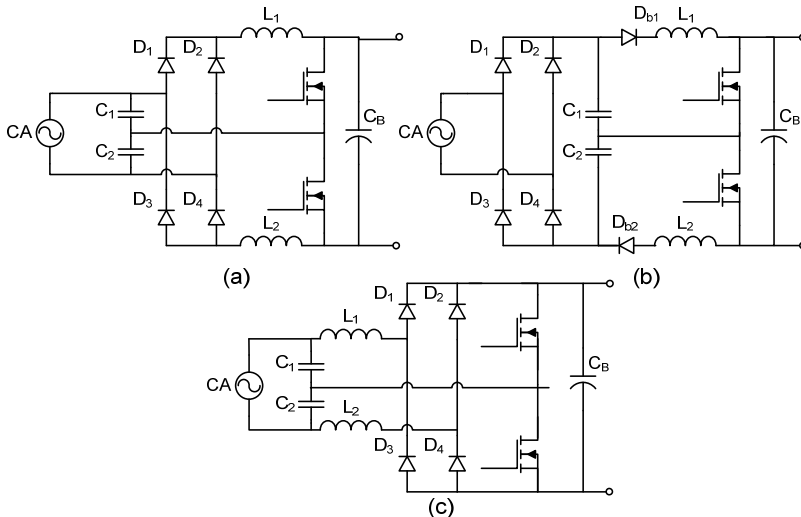 D1 D2 L1
C1
C2
CA
CB
D3 D4
L2
(a)
Db1 L1
D1 D2
C1
C2
CA
CB
D3 D4
Db2 L2
(b)
D1 D2
L1
C1
CA
C2
L2
CB
D3 D4
(c)